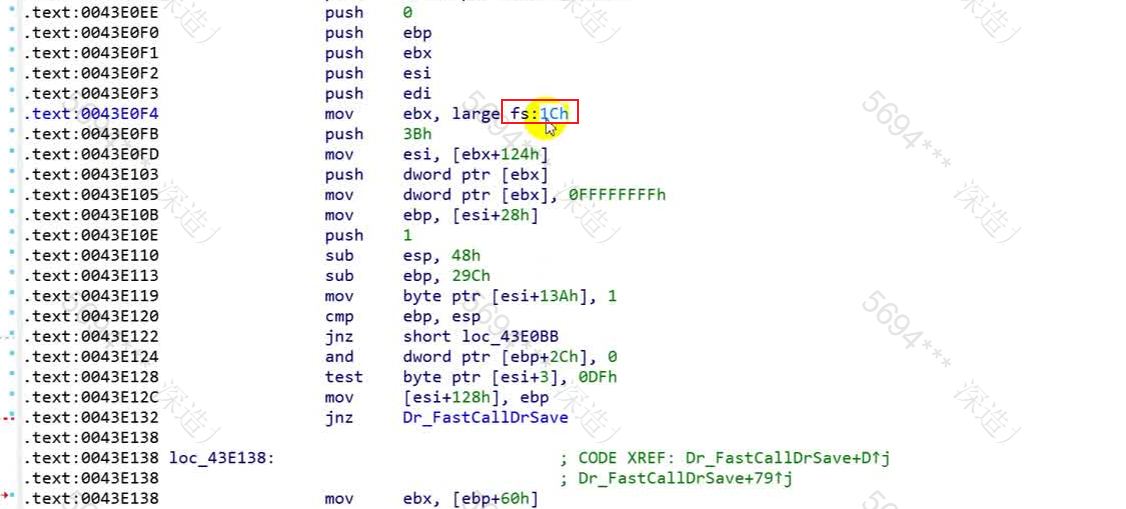 .text:0043E0EE push 0
.text:0043E0F0 push ebp
.text:0043E0F1 push ebx
.text:0043E0F2 push esi
.text:0043E0F3 push edi
.text:0043E0F4 mov ebx, large fs:1Ch
.text:0043E0FB push 3Bh
.text:0043E0FD mov esi, [ebx+124h]
.text:0043E103 push dword ptr [ebx]
.text:0043E105 mov dword ptr [ebx], 0FFFFFFFFh
.text:0043E10B mov ebp, [esi+28h]
.text:0043E10E push 1
.text:0043E110 sub esp, 48h
.text:0043E113 sub ebp, 29Ch
.text:0043E119 mov byte ptr [esi+13Ah], 1
.text:0043E120 cmp ebp, esp
.text:0043E122 jnz short loc_43E0BB
.text:0043E124 and dword ptr [ebp+2Ch], 0
.text:0043E128 test byte ptr [esi+3], 0DFh
.text:0043E12C mov [esi+128h], ebp
.text:0043E132 jnz Dr_FastCallDrSave
.text:0043E138
.text:0043E138 loc_43E138: ; CODE XREF: Dr_FastCallDrSave+D↑j
.text:0043E138 ; Dr_FastCallDrSave+79↑j
.text:0043E138 mov ebx, [ebp+60h]
5694***
深造